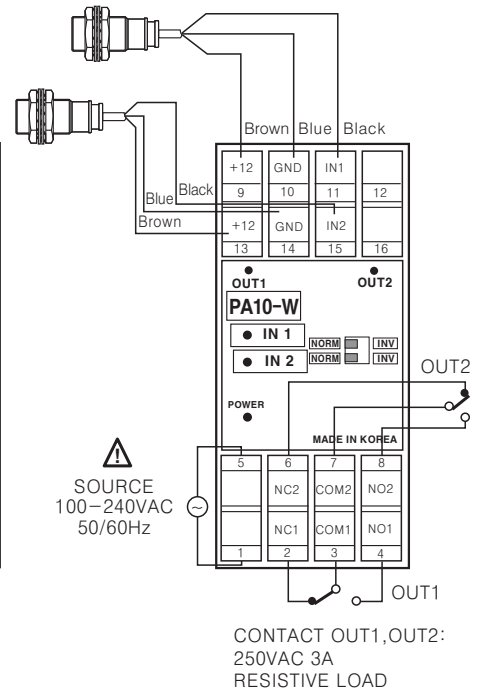 Brown Blue Black
+12 GND IN1
9 10 11 12
Black
Blue
Brown
+12 GND IN2
13 14 15 16
OUT1 OUT2
PA10-W
IN 1
NORM INV
IN 2
NORM INV
OUT2
POWER
MADE IN KOREA
5 6 7 8
NC2 COM2 NO2
SOURCE
100-240VAC
50/60Hz
~
NC1 COM1 NO1
1 2 3 4
OUT1
CONTACT OUT1,OUT2:
250VAC 3A
RESISTIVE LOAD